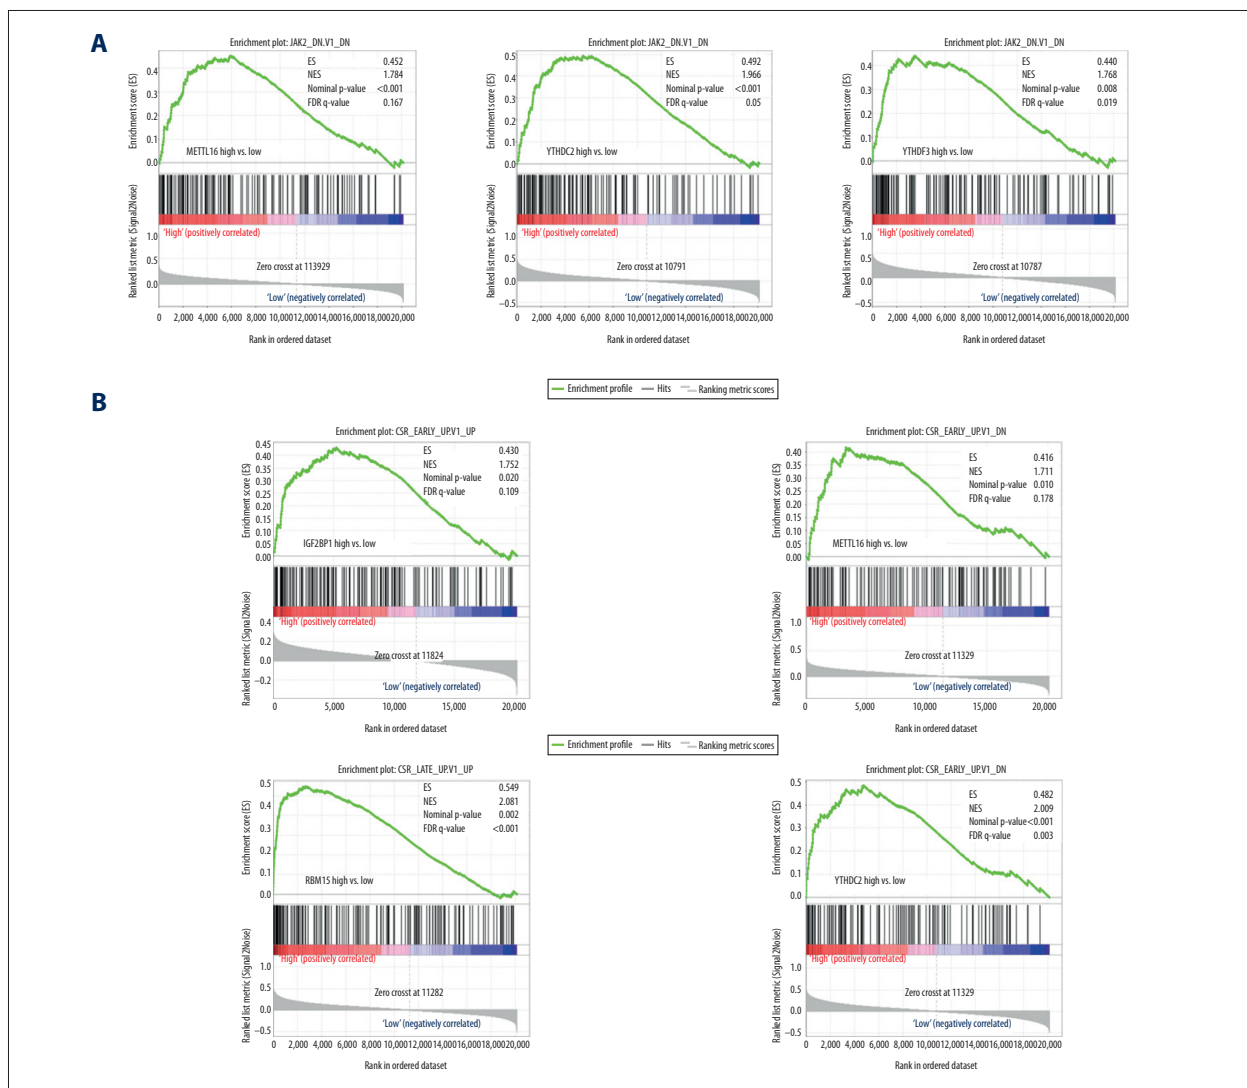 A
Enrichment plot: JAK2_DN.V1_DN
Enrichment score (ES)
0.4
0.3
0.2
0.1
0.0
ES 0.452
NES 1.784
Nominal p-value <0.001
FDR q-value 0.167
METTL16 high vs. low
Ranked list metric (Signal2Noise)
'High' (positively correlated)
1.0
0.5
0.0
Zero crosst at 113929
'Low' (negatively correlated)
0 2,000 4,000 6,000 8,000 10,000 12,000 14,000 16,000 18,000 20,000
Rank in ordered dataset
Enrichment plot: JAK2_DN.V1_DN
Enrichment score (ES)
0.5
0.4
0.3
0.2
0.1
0.0
ES 0.492
NES 1.966
Nominal p-value <0.001
FDR q-value 0.05
YTHDC2 high vs. low
Ranked list metric (Signal2Noise)
'High' (positively correlated)
1.0
0.5
0.0
−0.5
Zero crosst at 10791
'Low' (negatively correlated)
0 2,000 4,000 6,000 8,000 10,000 12,000 14,000 16,000 18,000 20,000
Rank in ordered dataset
Enrichment plot: JAK2_DN.V1_DN
Enrichment score (ES)
0.4
0.3
0.2
0.1
0.0
ES 0.440
NES 1.768
Nominal p-value 0.008
FDR q-value 0.019
YTHDF3 high vs. low
Ranked list metric (Signal2Noise)
'High' (positively correlated)
1.0
0.5
0.0
−0.5
Zero crosst at 10787
'Low' (negatively correlated)
0 2,000 4,000 6,000 8,000 10,000 12,000 14,000 16,000 18,000 20,000
Rank in ordered dataset
Enrichment profile Hits Ranking metric scores
B
Enrichment plot: CSR_EARLY_UP.V1_UP
Enrichment score (ES)
0.45
0.40
0.35
0.30
0.25
0.20
0.15
0.10
0.05
0.00
ES 0.430
NES 1.752
Nominal p-value 0.020
FDR q-value 0.109
IGF2BP1 high vs. low
Ranked list metric (Signal2Noise)
'High' (positively correlated)
0.4
0.2
0.0
−0.2
Zero crosst at 11824
'Low' (negatively correlated)
0 5,000 10,000 15,000 20,000
Rank in ordered dataset
Enrichment plot: CSR_EARLY_UP.V1_DN
Enrichment score (ES)
0.40
0.35
0.30
0.25
0.20
0.15
0.10
0.05
0.00
ES 0.416
NES 1.711
Nominal p-value 0.010
FDR q-value 0.178
METTL16 high vs. low
Ranked list metric (Signal2Noise)
'High' (positively correlated)
1.0
0.5
0.0
Zero crosst at 11329
'Low' (negatively correlated)
0 5,000 10,000 15,000 20,000
Rank in ordered dataset
Enrichment profile Hits Ranking metric scores
Enrichment plot: CSR_LATE_UP.V1_UP
Enrichment score (ES)
0.5
0.4
0.3
0.2
0.1
0.0
ES 0.549
NES 2.081
Nominal p-value 0.002
FDR q-value <0.001
RBM15 high vs. low
Ranked list metric (Signal2Noise)
'High' (positively correlated)
1.0
0.5
0.0
−0.5
Zero crosst at 11282
'Low' (negatively correlated)
0 2,000 4,000 6,000 8,000 10,000 12,000 14,000 16,000 18,000 20,000
Rank in ordered dataset
Enrichment plot: CSR_EARLY_UP.V1_DN
Enrichment score (ES)
0.5
0.4
0.3
0.2
0.1
0.0
ES 0.482
NES 2.009
Nominal p-value <0.001
FDR q-value 0.003
YTHDC2 high vs. low
Ranked list metric (Signal2Noise)
'High' (positively correlated)
1.0
0.5
0.0
−0.5
Zero crosst at 11329
'Low' (negatively correlated)
0 2,000 4,000 6,000 8,000 10,000 12,000 14,000 16,000 18,000 20,000
Rank in ordered dataset